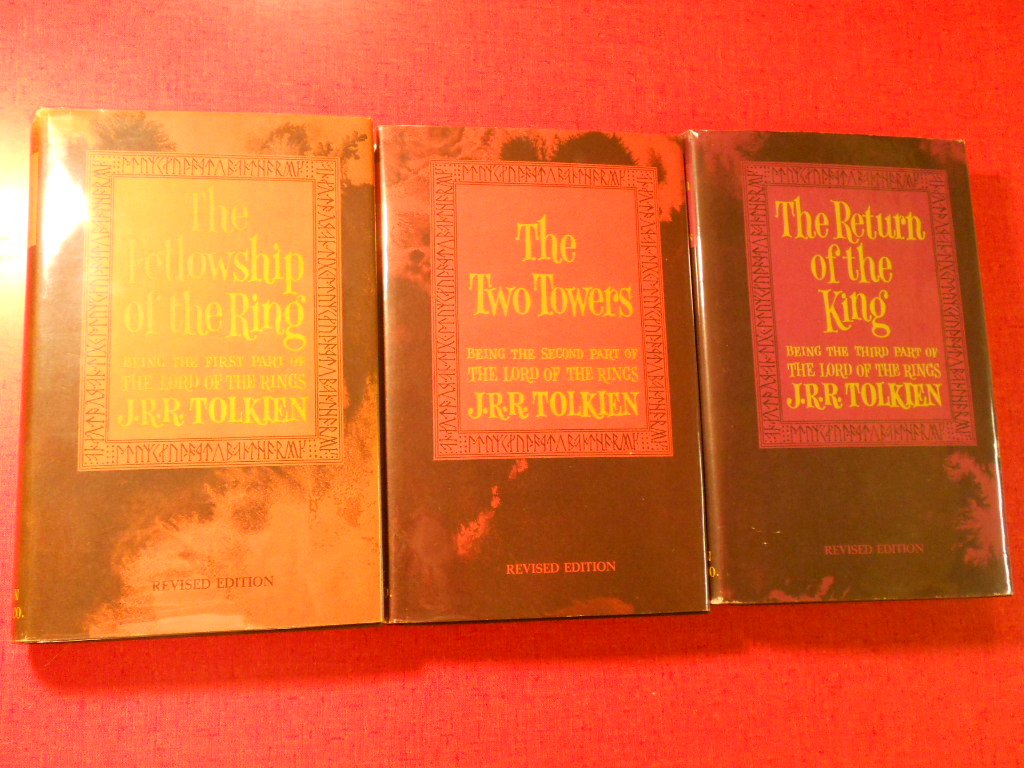 The
Fellowship
of the Ring
BEING THE FIRST PART OF
THE LORD OF THE RINGS
J.R.R. TOLKIEN
REVISED EDITION
The
Two Towers
BEING THE SECOND PART OF
THE LORD OF THE RINGS
J.R.R. TOLKIEN
REVISED EDITION
The Return
of the
King
BEING THE THIRD PART OF
THE LORD OF THE RINGS
J.R.R. TOLKIEN
REVISED EDITION